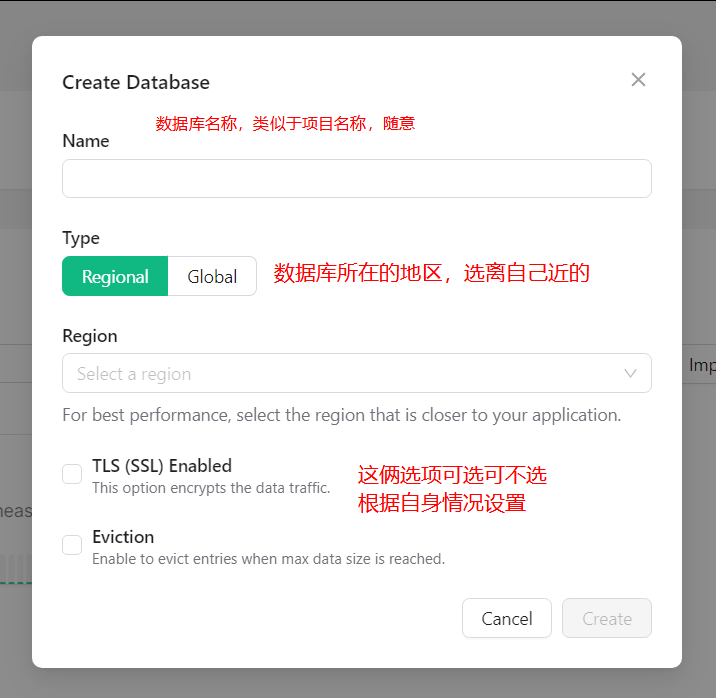 Create Database
数据库名称，类似于项目名称，随意
Name
Type
Regional
Global
数据库所在的地区，选离自己近的
Region
Select a region
Imp
For best performance, select the region that is closer to your application.
TLS (SSL) Enabled
This option encrypts the data traffic.
这俩选项可选可不选
根据自身情况设置
neas
Eviction
Enable to evict entries when max data size is reached.
Cancel
Create